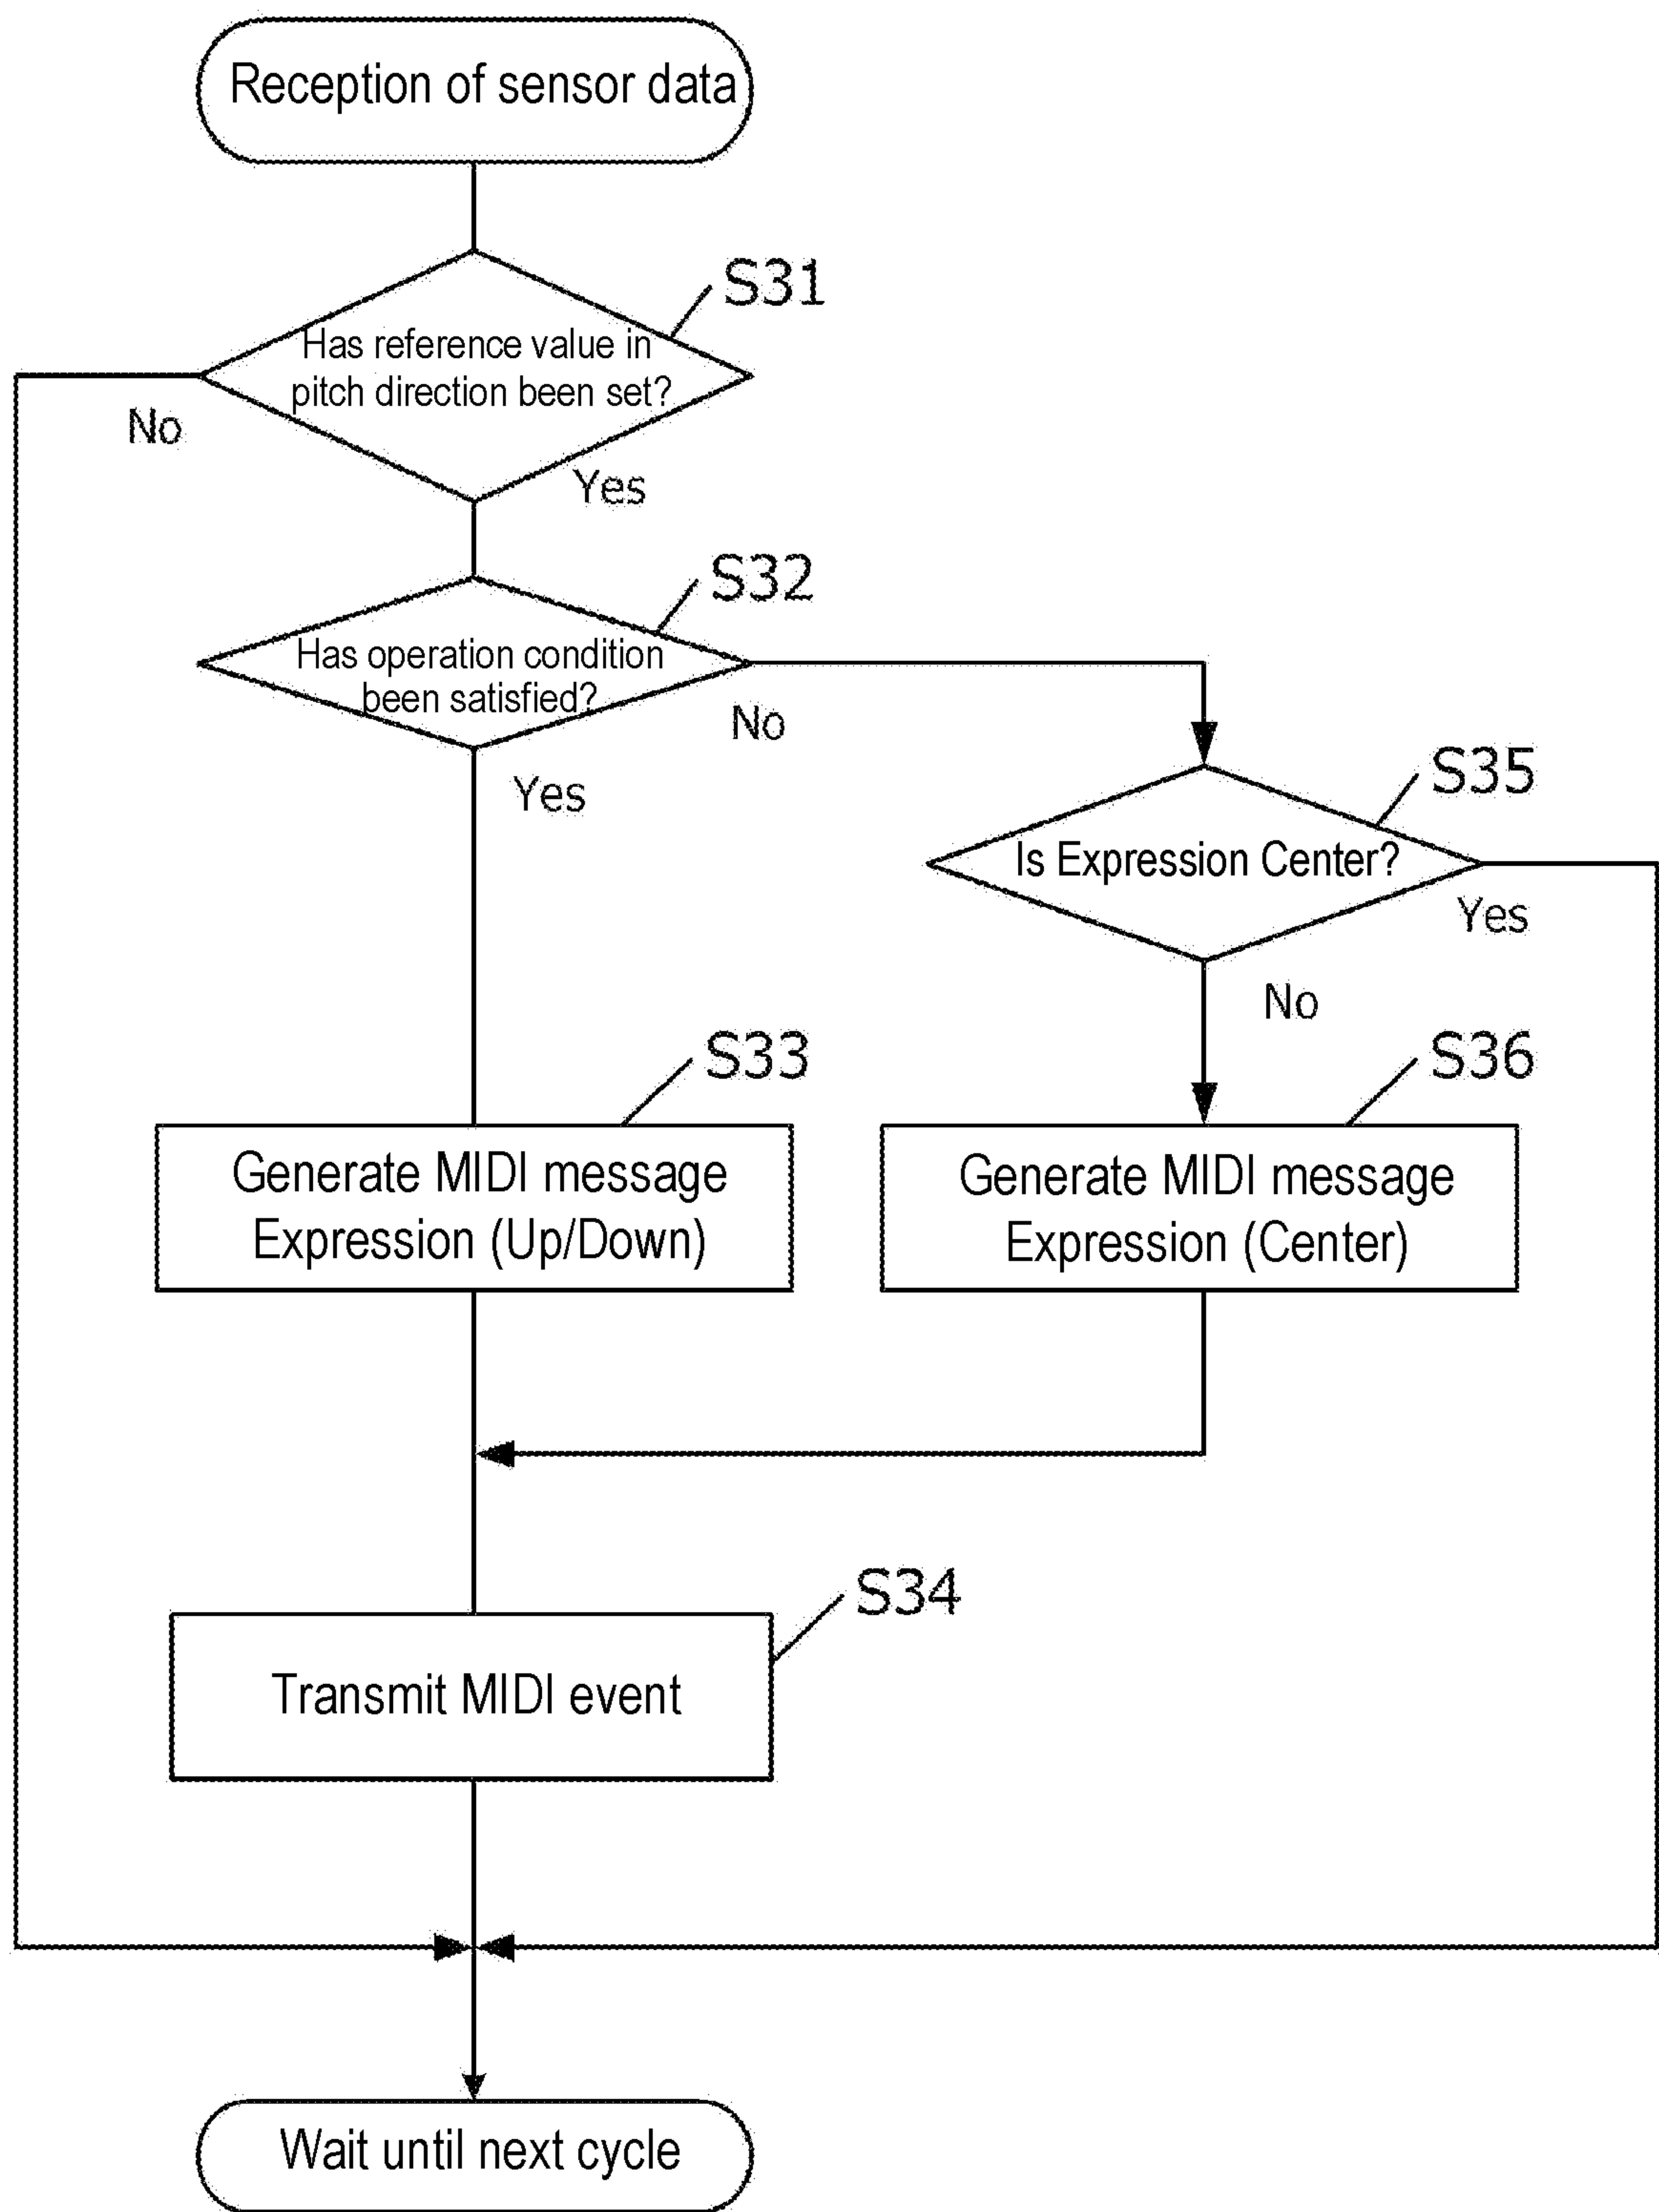 Reception of sensor data
S31
Has reference value in
pitch direction been set?
No
Yes
S32
Has operation condition
been satisfied?
No
Yes
S35
Is Expression Center?
Yes
No
S33
S36
Generate MIDI message
Expression (Up/Down)
Generate MIDI message
Expression (Center)
S34
Transmit MIDI event
Wait until next cycle